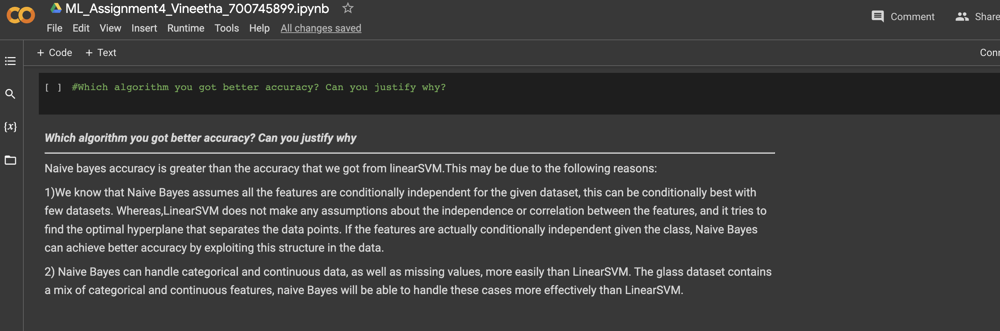 ML_Assignment4_Vineetha_700745899.ipynb
Comment
Share
File Edit View Insert Runtime Tools Help All changes saved
+ Code + Text
Conn
[ ] #Which algorithm you got better accuracy? Can you justify why?
{x}
Which algorithm you got better accuracy? Can you justify why
Naive bayes accuracy is greater than the accuracy that we got from linearSVM.This may be due to the following reasons:
1)We know that Naive Bayes assumes all the features are conditionally independent for the given dataset, this can be conditionally best with
few datasets. Whereas,LinearSVM does not make any assumptions about the independence or correlation between the features, and it tries to
find the optimal hyperplane that separates the data points. If the features are actually conditionally independent given the class, Naive Bayes
can achieve better accuracy by exploiting this structure in the data.
2) Naive Bayes can handle categorical and continuous data, as well as missing values, more easily than LinearSVM. The glass dataset contains
a mix of categorical and continuous features, naive Bayes will be able to handle these cases more effectively than LinearSVM.